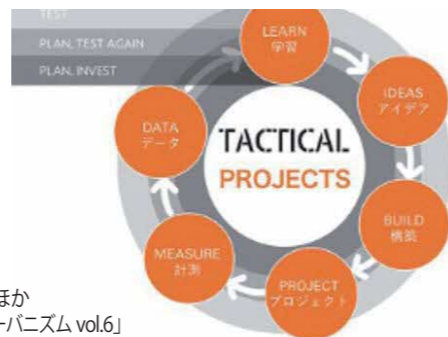 TEST
PLAN, TEST AGAIN
PLAN, INVEST
LEARN
学習
IDEAS
アイデア
BUILD
構築
PROJECT
プロジェクト
MEASURE
計測
DATA
データ
TACTICAL
PROJECTS
ほか
ーバニズム vol.6」